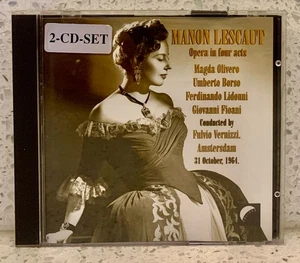 2-CD-SET
MANON LESCAUT
Opera in four acts
Magda Olivero
Umberto Borso
Ferdinando Lidonni
Giovanni Fioani
Conducted by
Fulvio Vernizzi,
Amsterdam
31 October, 1964.